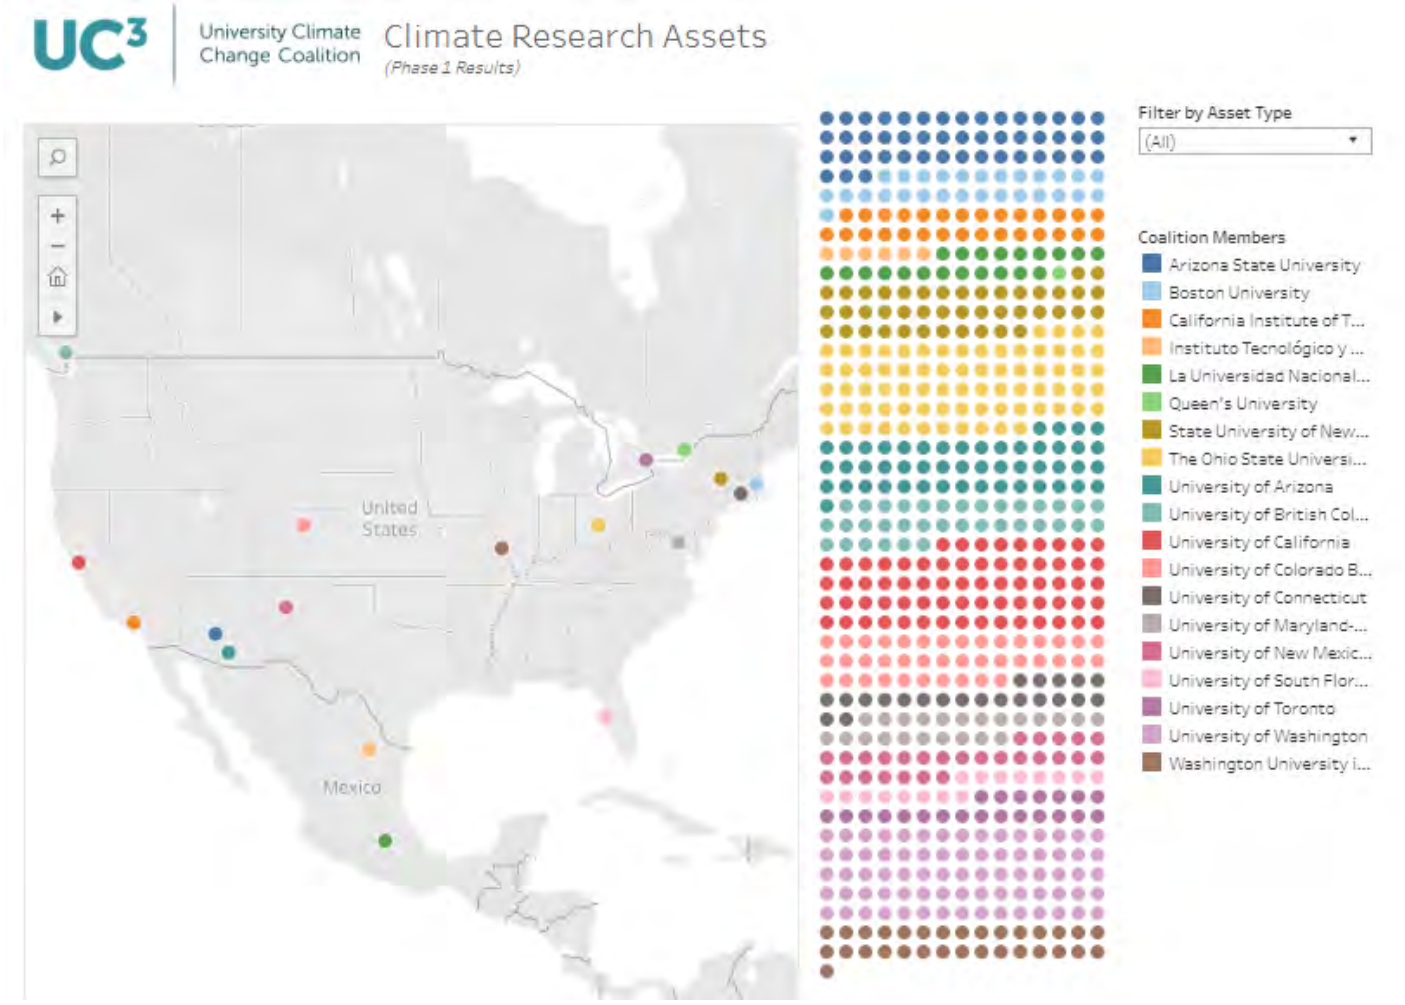 UC³
University Climate
Change Coalition
Climate Research Assets
(Phase 1 Results)
Filter by Asset Type
(All)
Coalition Members
Arizona State University
Boston University
California Institute of T...
Instituto Tecnológico y ...
La Universidad Nacional...
Queen's University
State University of New...
The Ohio State Universi...
University of Arizona
University of British Col...
University of California
University of Colorado B...
University of Connecticut
University of Maryland-...
University of New Mexic...
University of South Flor...
University of Toronto
University of Washington
Washington University i...
United
States
Mexico